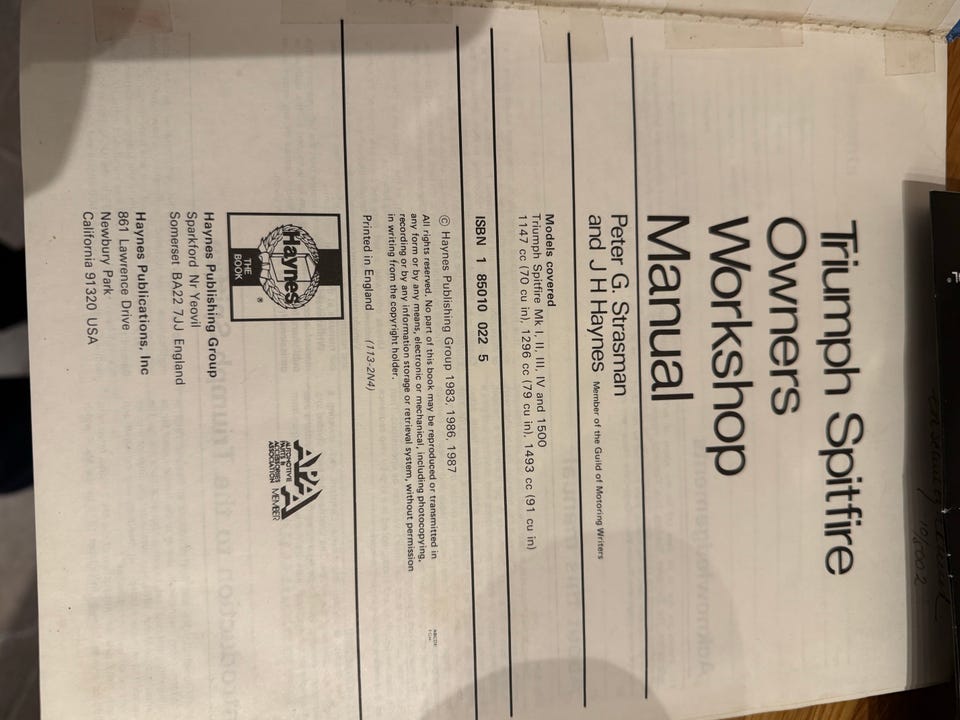 Triumph Spitfire
Owners
Workshop
Manual
Peter G. Strasman
and J H Haynes Member of the Guild of Motoring Writers
Models covered
Triumph Spitfire Mk I, II, III, IV and 1500
1147 cc (70 cu in), 1296 cc (79 cu in), 1493 cc (91 cu in)
ISBN 1 85010 022 5
© Haynes Publishing Group 1983, 1986, 1987
All rights reserved. No part of this book may be reproduced or transmitted in
any form or by any means, electronic or mechanical, including photocopying,
recording or by any information storage or retrieval system, without permission
in writing from the copyright holder.
Printed in England (113-2N4)
Haynes
®
THE
BOOK
APAA
AUTOMOTIVE
PARTS &
ACCESSORIES
ASSOCIATION MEMBER
Haynes Publishing Group
Sparkford Nr Yeovil
Somerset BA22 7JJ England
Haynes Publications, Inc
861 Lawrence Drive
Newbury Park
California 91320 USA